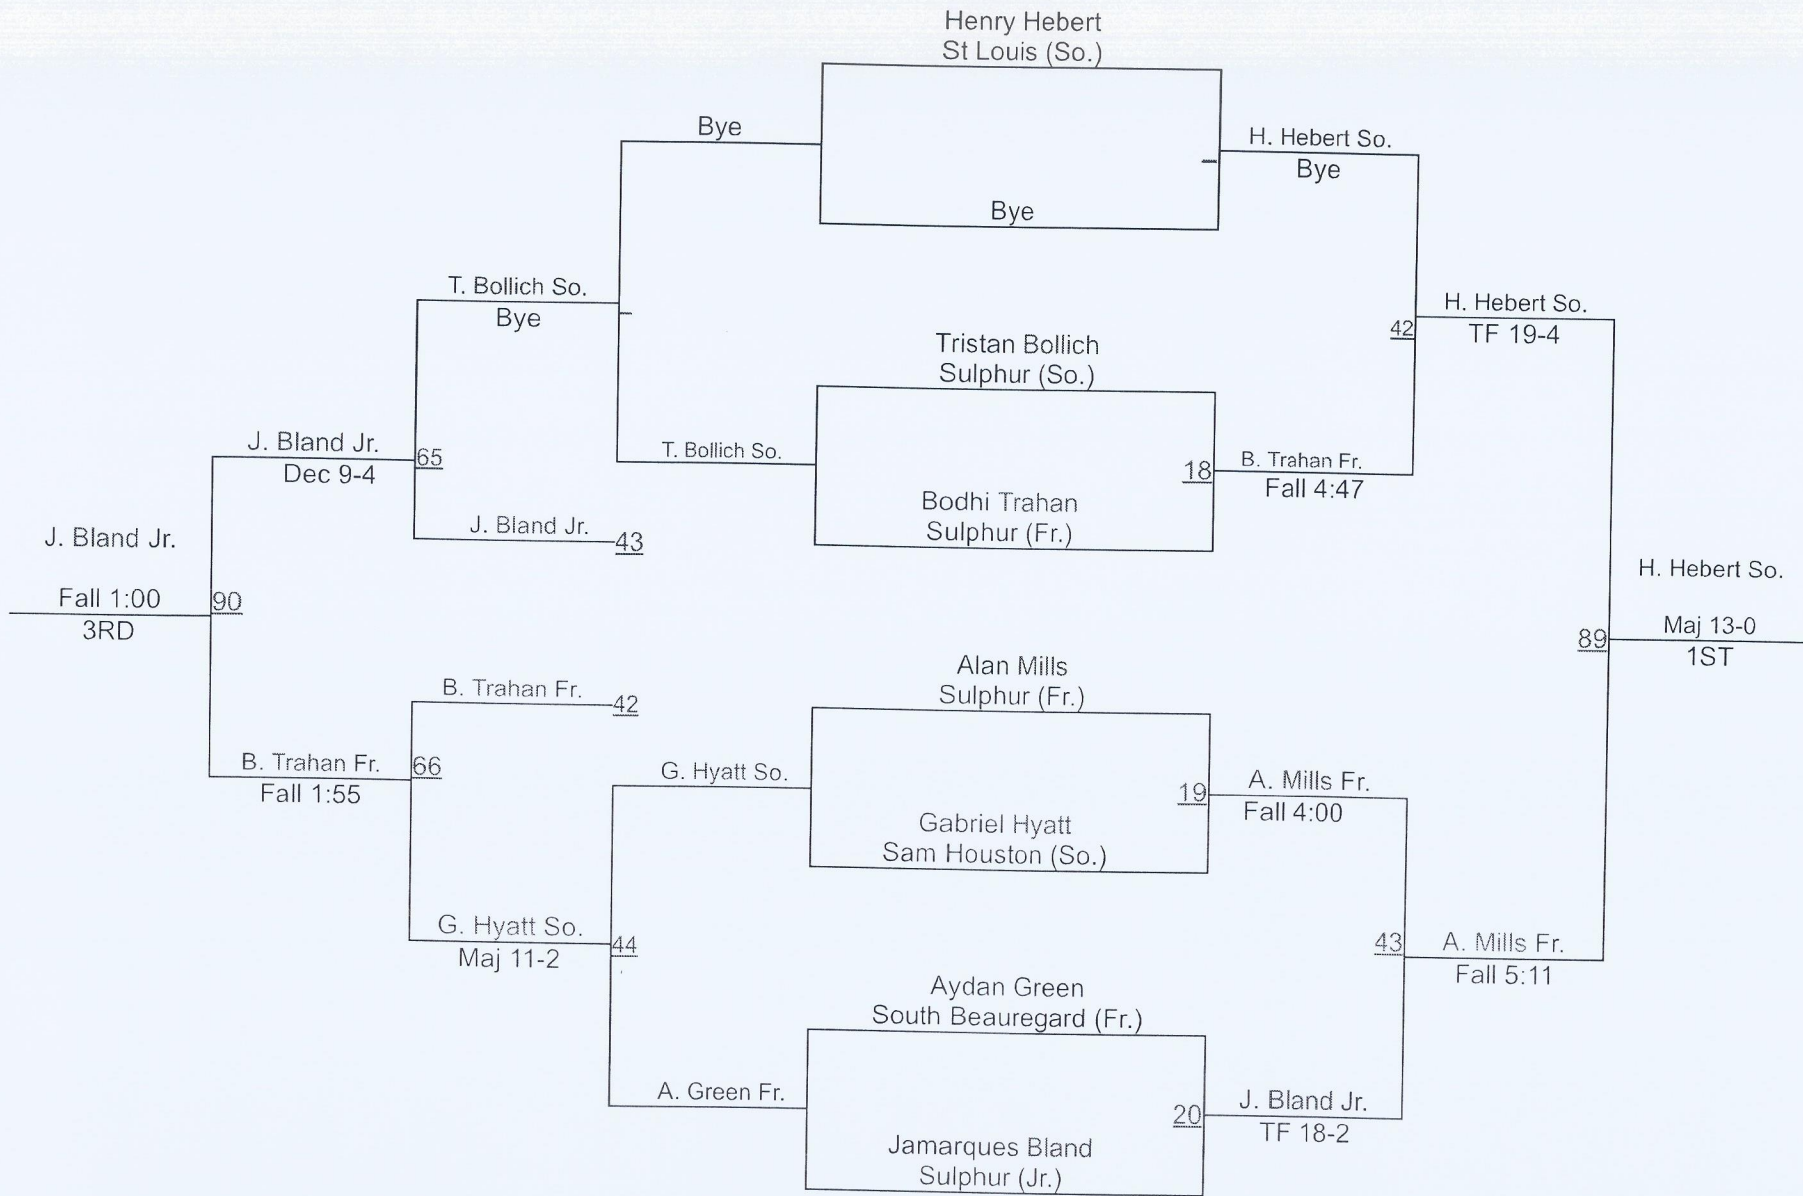 Henry Hebert
St Louis (So.)
Bye
H. Hebert So.
Bye
Bye
T. Bollich So.
Bye
H. Hebert So.
42
TF 19-4
Tristan Bollich
Sulphur (So.)
J. Bland Jr.
65
Dec 9-4
T. Bollich So.
18
B. Trahan Fr.
Fall 4:47
Bodhi Trahan
Sulphur (Fr.)
J. Bland Jr.
43
J. Bland Jr.
Fall 1:00
90
3RD
H. Hebert So.
89
Maj 13-0
1ST
Alan Mills
Sulphur (Fr.)
B. Trahan Fr.
42
B. Trahan Fr.
66
Fall 1:55
G. Hyatt So.
19
A. Mills Fr.
Fall 4:00
Gabriel Hyatt
Sam Houston (So.)
G. Hyatt So.
44
Maj 11-2
43
A. Mills Fr.
Fall 5:11
Aydan Green
South Beauregard (Fr.)
A. Green Fr.
20
J. Bland Jr.
TF 18-2
Jamarques Bland
Sulphur (Jr.)